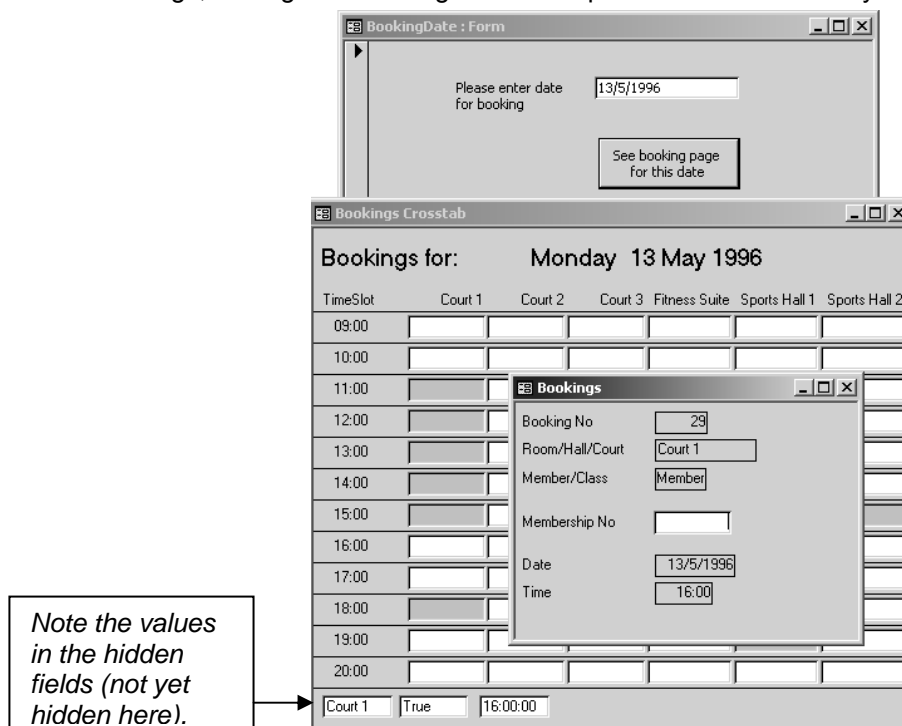 BookingDate : Form
Please enter date
for booking
13/5/1996
See booking page
for this date
Bookings Crosstab
Bookings for: Monday 13 May 1996
TimeSlot Court 1 Court 2 Court 3 Fitness Suite Sports Hall 1 Sports Hall 2
09:00
10:00
11:00
12:00
13:00
14:00
15:00
16:00
17:00
18:00
19:00
20:00
Bookings
Booking No 29
Room/Hall/Court Court 1
Member/Class Member
Membership No
Date 13/5/1996
Time 16:00
Note the values
in the hidden
fields (not yet
hidden here).
Court 1 True 16:00:00